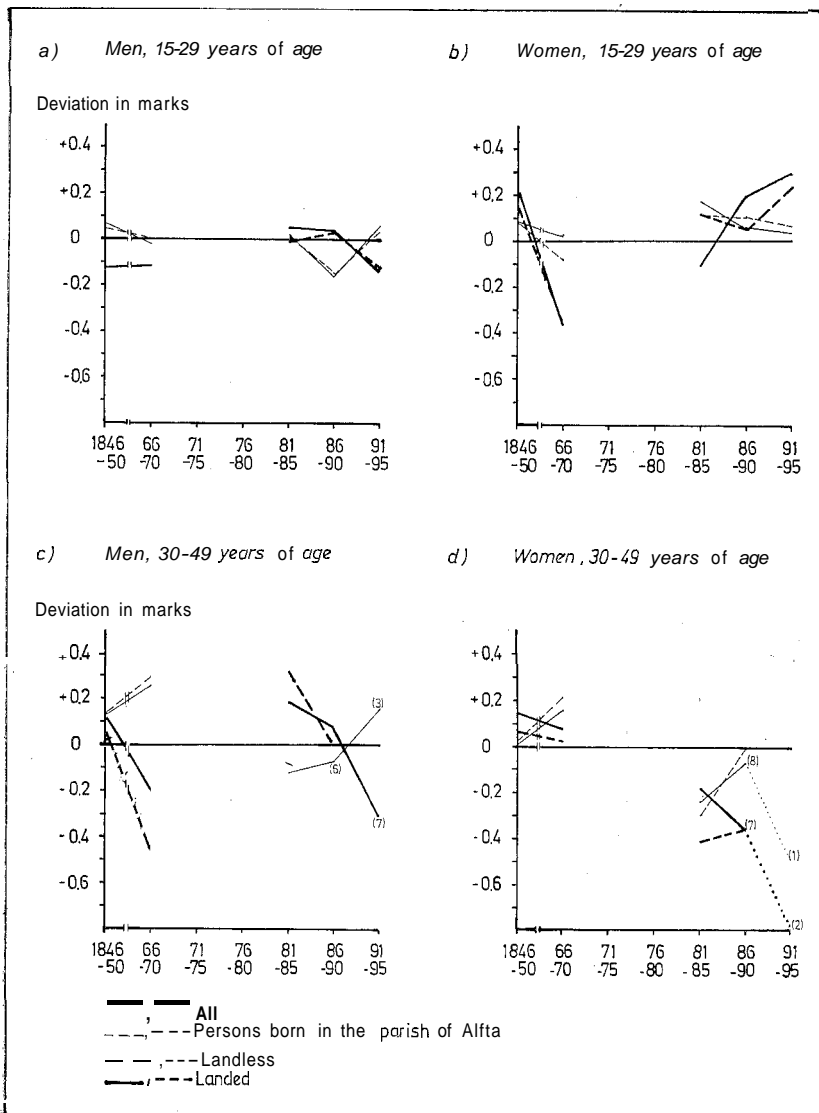 a) Men, 15-29 years of age
b) Women, 15-29 years of age
Deviation in marks
+0.4
+0.2
0
-0.2
-0.4
-0.6
1846 66 71 76 81 86 91
-50 -70 -75 -80 -85 -90 -95
+0.4
+0.2
0
-0.2
-0.4
-0.6
1846 66 71 76 81 86 91
-50 -70 -75 -80 -85 -90 -95
c) Men, 30-49 years of age
d) Women, 30-49 years of age
Deviation in marks
+0.4
+0.2
0
-0.2
-0.4
-0.6
(3)
(6)
(7)
1846 66 71 76 81 86 91
-50 -70 -75 -80 -85 -90 -95
+0.4
+0.2
0
-0.2
-0.4
-0.6
(8)
(7)
(1)
(2)
1846 66 71 76 81 86 91
-50 -70 -75 -80 -85 -90 -95
All
Persons born in the parish of Alfta
Landless
Landed